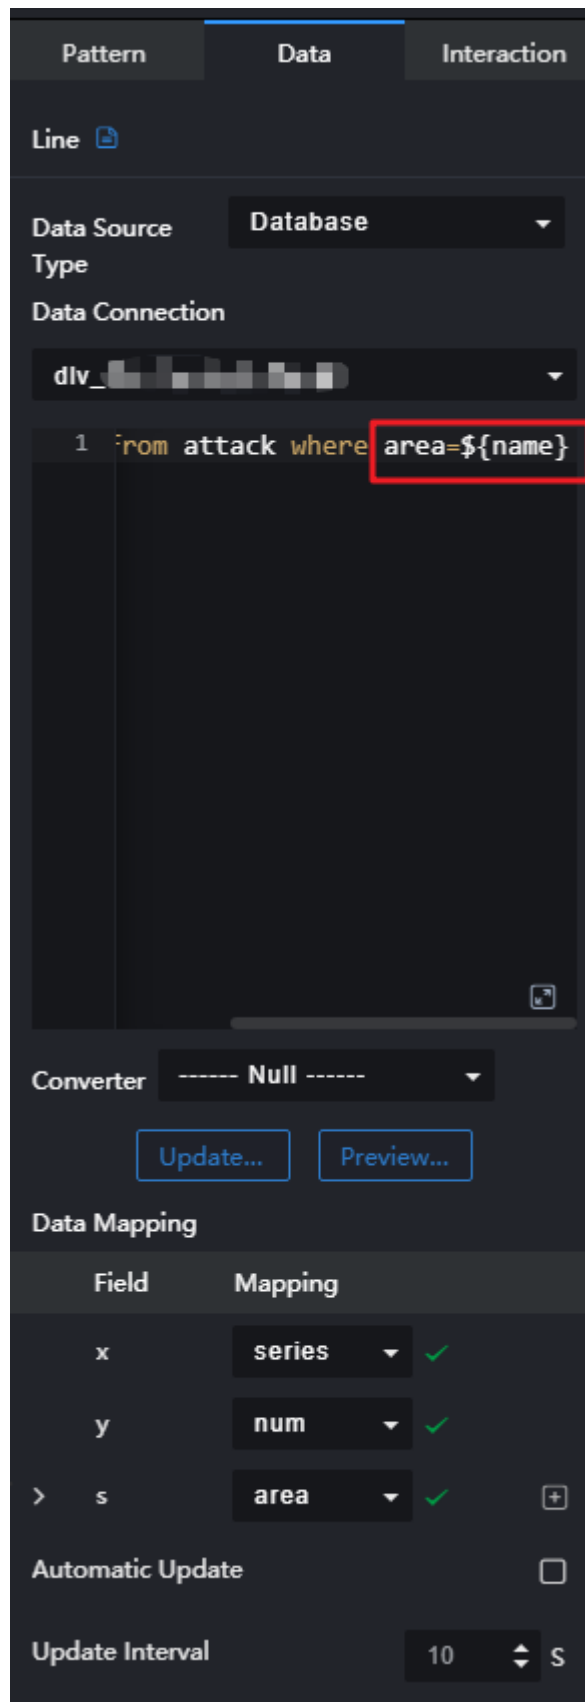 Pattern Data Interaction
Line
Data Source Type Database
Data Connection
dlv_
1 from attack where area=${name}
Converter ------ Null ------
Update... Preview...
Data Mapping
Field Mapping
x series
y num
s area
Automatic Update
Update Interval 10 S